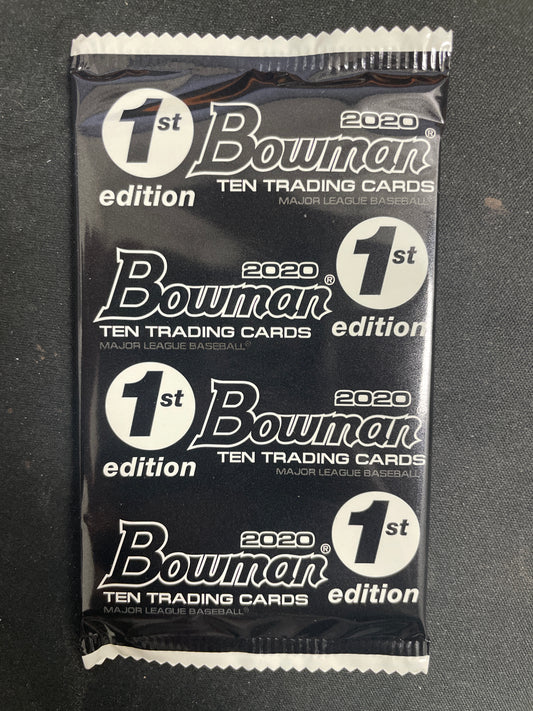 1st edition
2020
Bowman®
TEN TRADING CARDS
MAJOR LEAGUE BASEBALL
2020
Bowman®
TEN TRADING CARDS
MAJOR LEAGUE BASEBALL®
1st edition
1st edition
2020
Bowman
TEN TRADING CARDS
MAJOR LEAGUE BASEBALL
2020
Bowman®
TEN TRADING CARDS
MAJOR LEAGUE BASEBALL®
1st edition